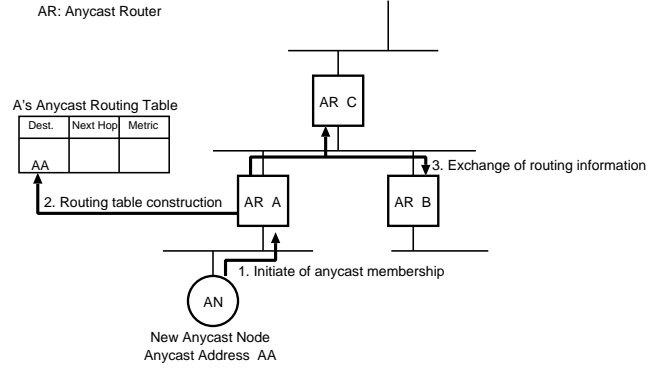 AR: Anycast Router
AR C
A's Anycast Routing Table
Dest. Next Hop Metric
AA
3. Exchange of routing information
2. Routing table construction
AR A
AR B
1. Initiate of anycast membership
AN
New Anycast Node
Anycast Address AA